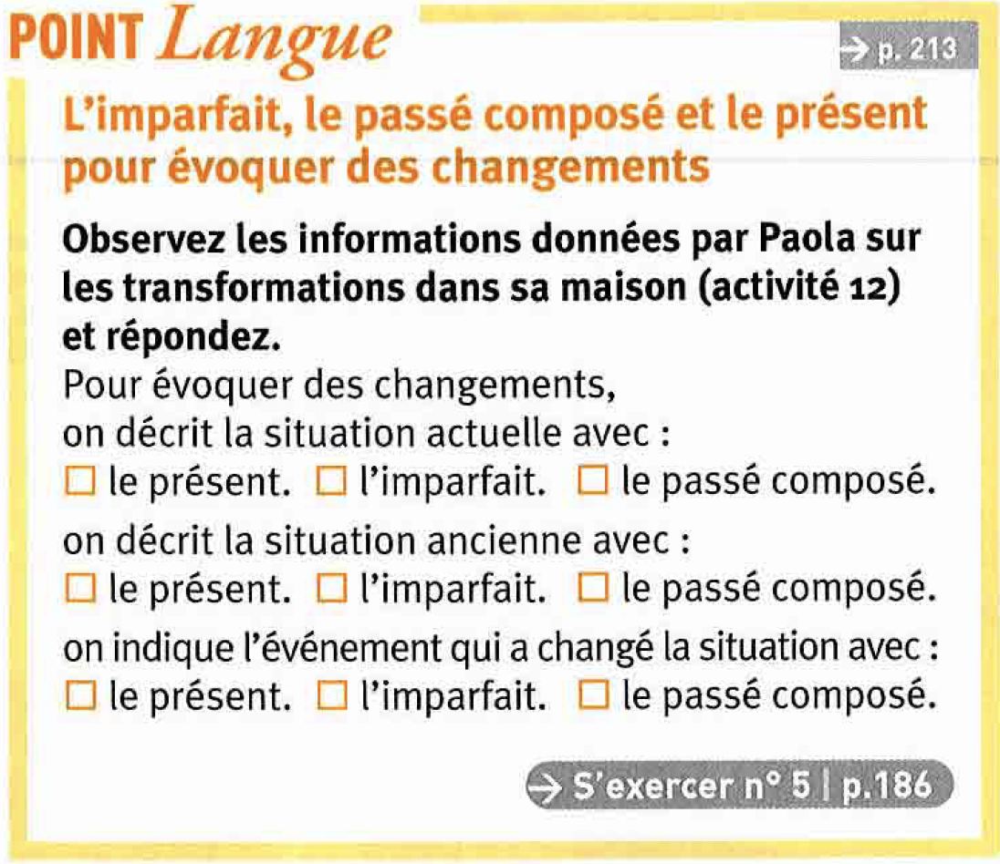 POINT Langue
→ p. 213
L'imparfait, le passé composé et le présent
pour évoquer des changements
Observez les informations données par Paola sur
les transformations dans sa maison (activité 12)
et répondez.
Pour évoquer des changements,
on décrit la situation actuelle avec :
☐ le présent. ☐ l'imparfait. ☐ le passé composé.
on décrit la situation ancienne avec :
☐ le présent. ☐ l'imparfait. ☐ le passé composé.
on indique l'événement qui a changé la situation avec :
☐ le présent. ☐ l'imparfait. ☐ le passé composé.
→ S'exercer n° 5 | p.186